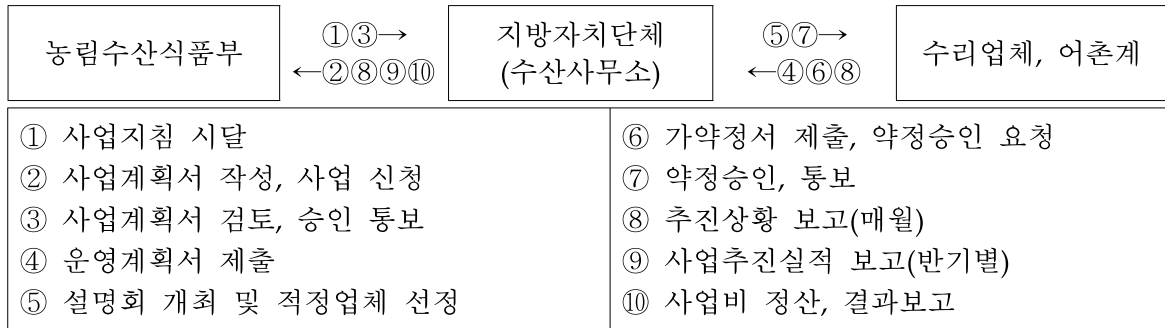 농림수산식품부
①③→
←②⑧⑨⑩
지방자치단체
(수산사무소)
⑤⑦→
←④⑥⑧
수리업체, 어촌계
① 사업지침 시달
② 사업계획서 작성, 사업 신청
③ 사업계획서 검토, 승인 통보
④ 운영계획서 제출
⑤ 설명회 개최 및 적정업체 선정
⑥ 가약정서 제출, 약정승인 요청
⑦ 약정승인, 통보
⑧ 추진상황 보고(매월)
⑨ 사업추진실적 보고(반기별)
⑩ 사업비 정산, 결과보고